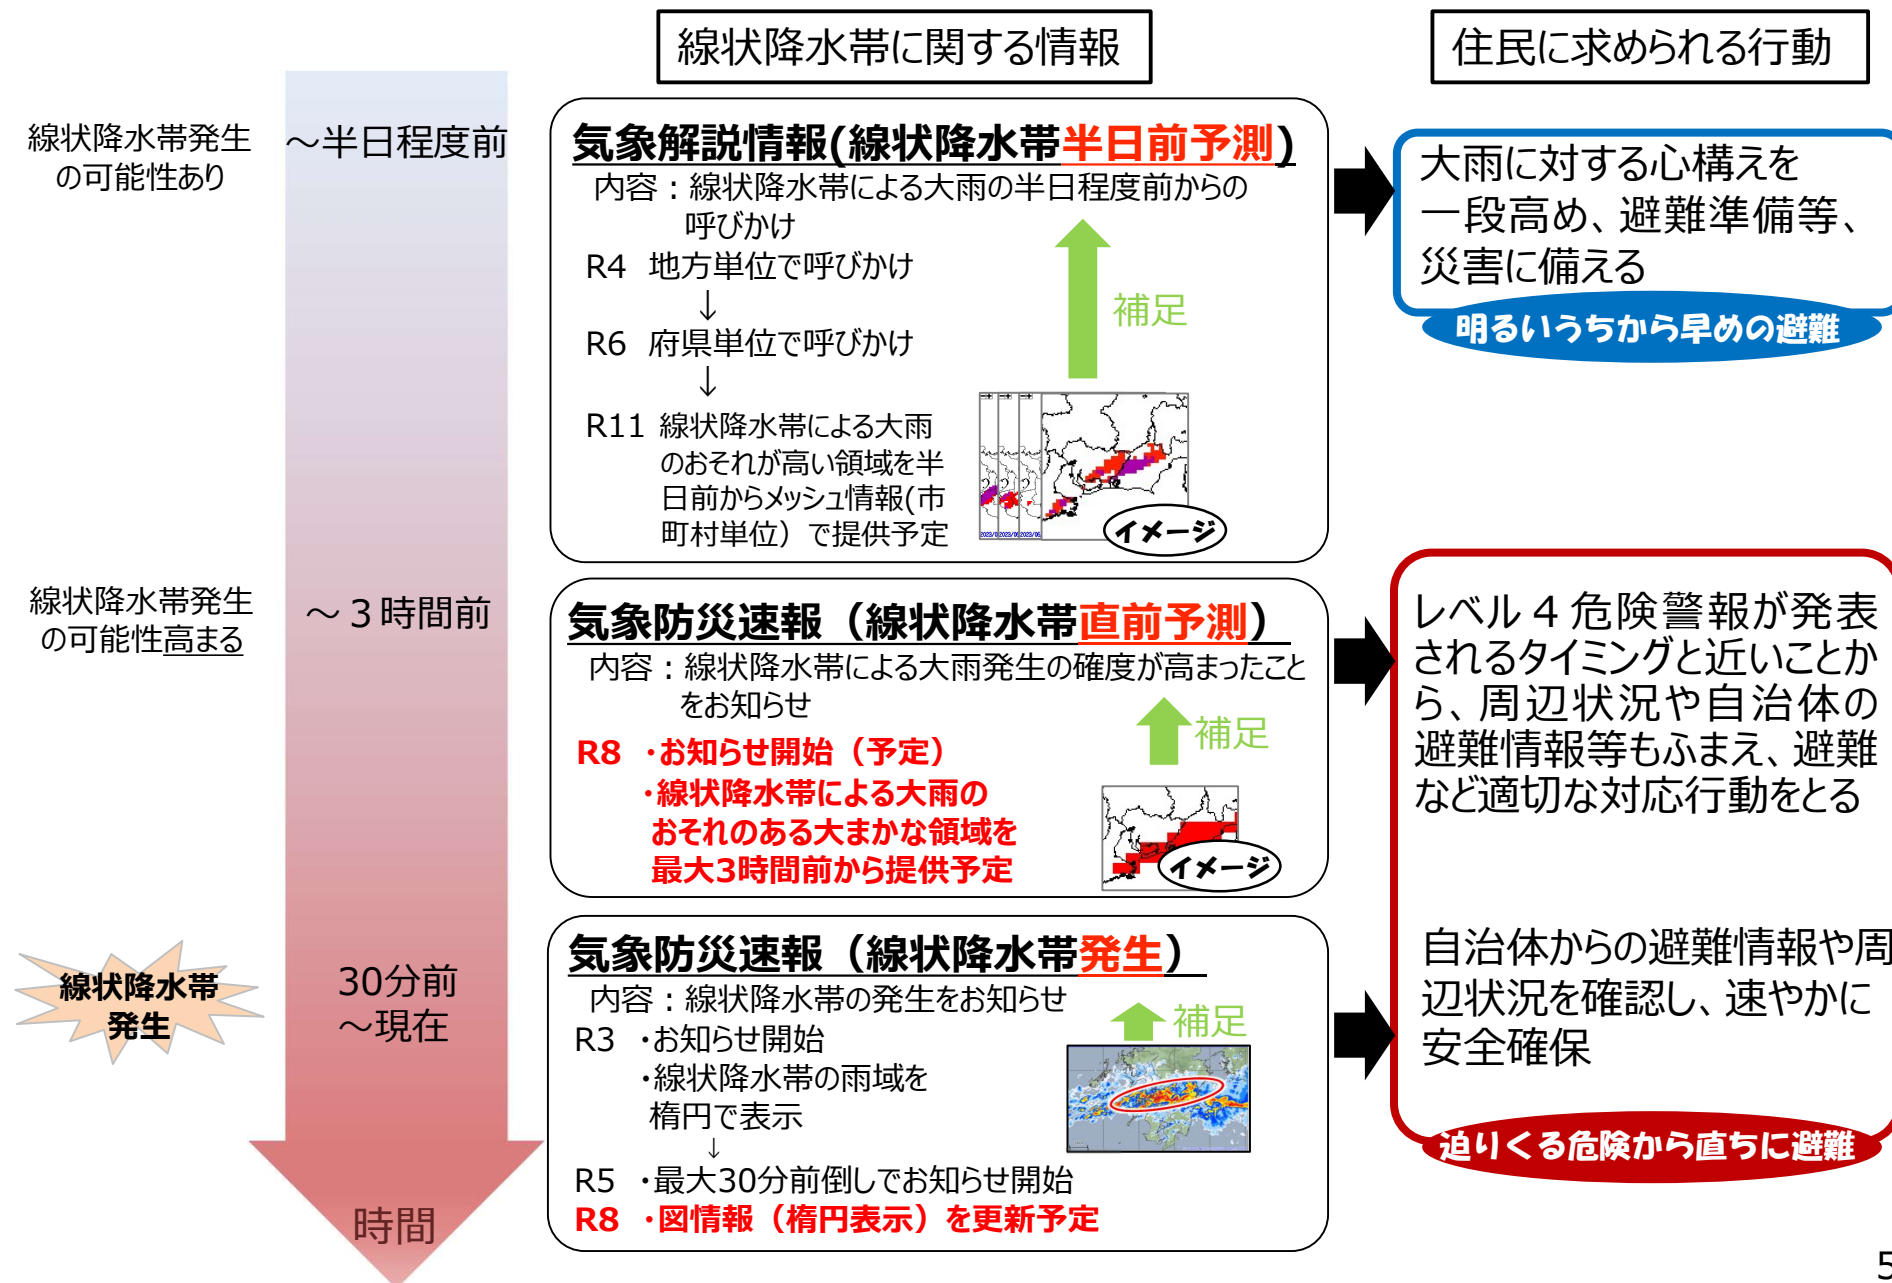 線状降水帯に関する情報
住民に求められる行動
線状降水帯発生
の可能性あり
～半日程度前
気象解説情報(線状降水帯半日前予測)
内容：線状降水帯による大雨の半日程度前からの
呼びかけ
R4 地方単位で呼びかけ
↓
R6 府県単位で呼びかけ
↓
R11 線状降水帯による大雨
のおそれが高い領域を半
日前からメッシュ情報(市
町村単位）で提供予定
補足
イメージ
大雨に対する心構えを
一段高め、避難準備等、
災害に備える
明るいうちから早めの避難
線状降水帯発生
の可能性高まる
～３時間前
気象防災速報（線状降水帯直前予測）
内容：線状降水帯による大雨発生の確度が高まったこと
をお知らせ
R8 ・お知らせ開始（予定）
・線状降水帯による大雨の
おそれのある大まかな領域を
最大3時間前から提供予定
補足
イメージ
レベル４危険警報が発表
されるタイミングと近いことか
ら、周辺状況や自治体の
避難情報等もふまえ、避難
など適切な対応行動をとる
線状降水帯
発生
30分前
～現在
気象防災速報（線状降水帯発生）
内容：線状降水帯の発生をお知らせ
R3 ・お知らせ開始
・線状降水帯の雨域を
楕円で表示
↓
R5 ・最大30分前倒しでお知らせ開始
R8 ・図情報（楕円表示）を更新予定
補足
自治体からの避難情報や周
辺状況を確認し、速やかに
安全確保
迫りくる危険から直ちに避難
時間
5